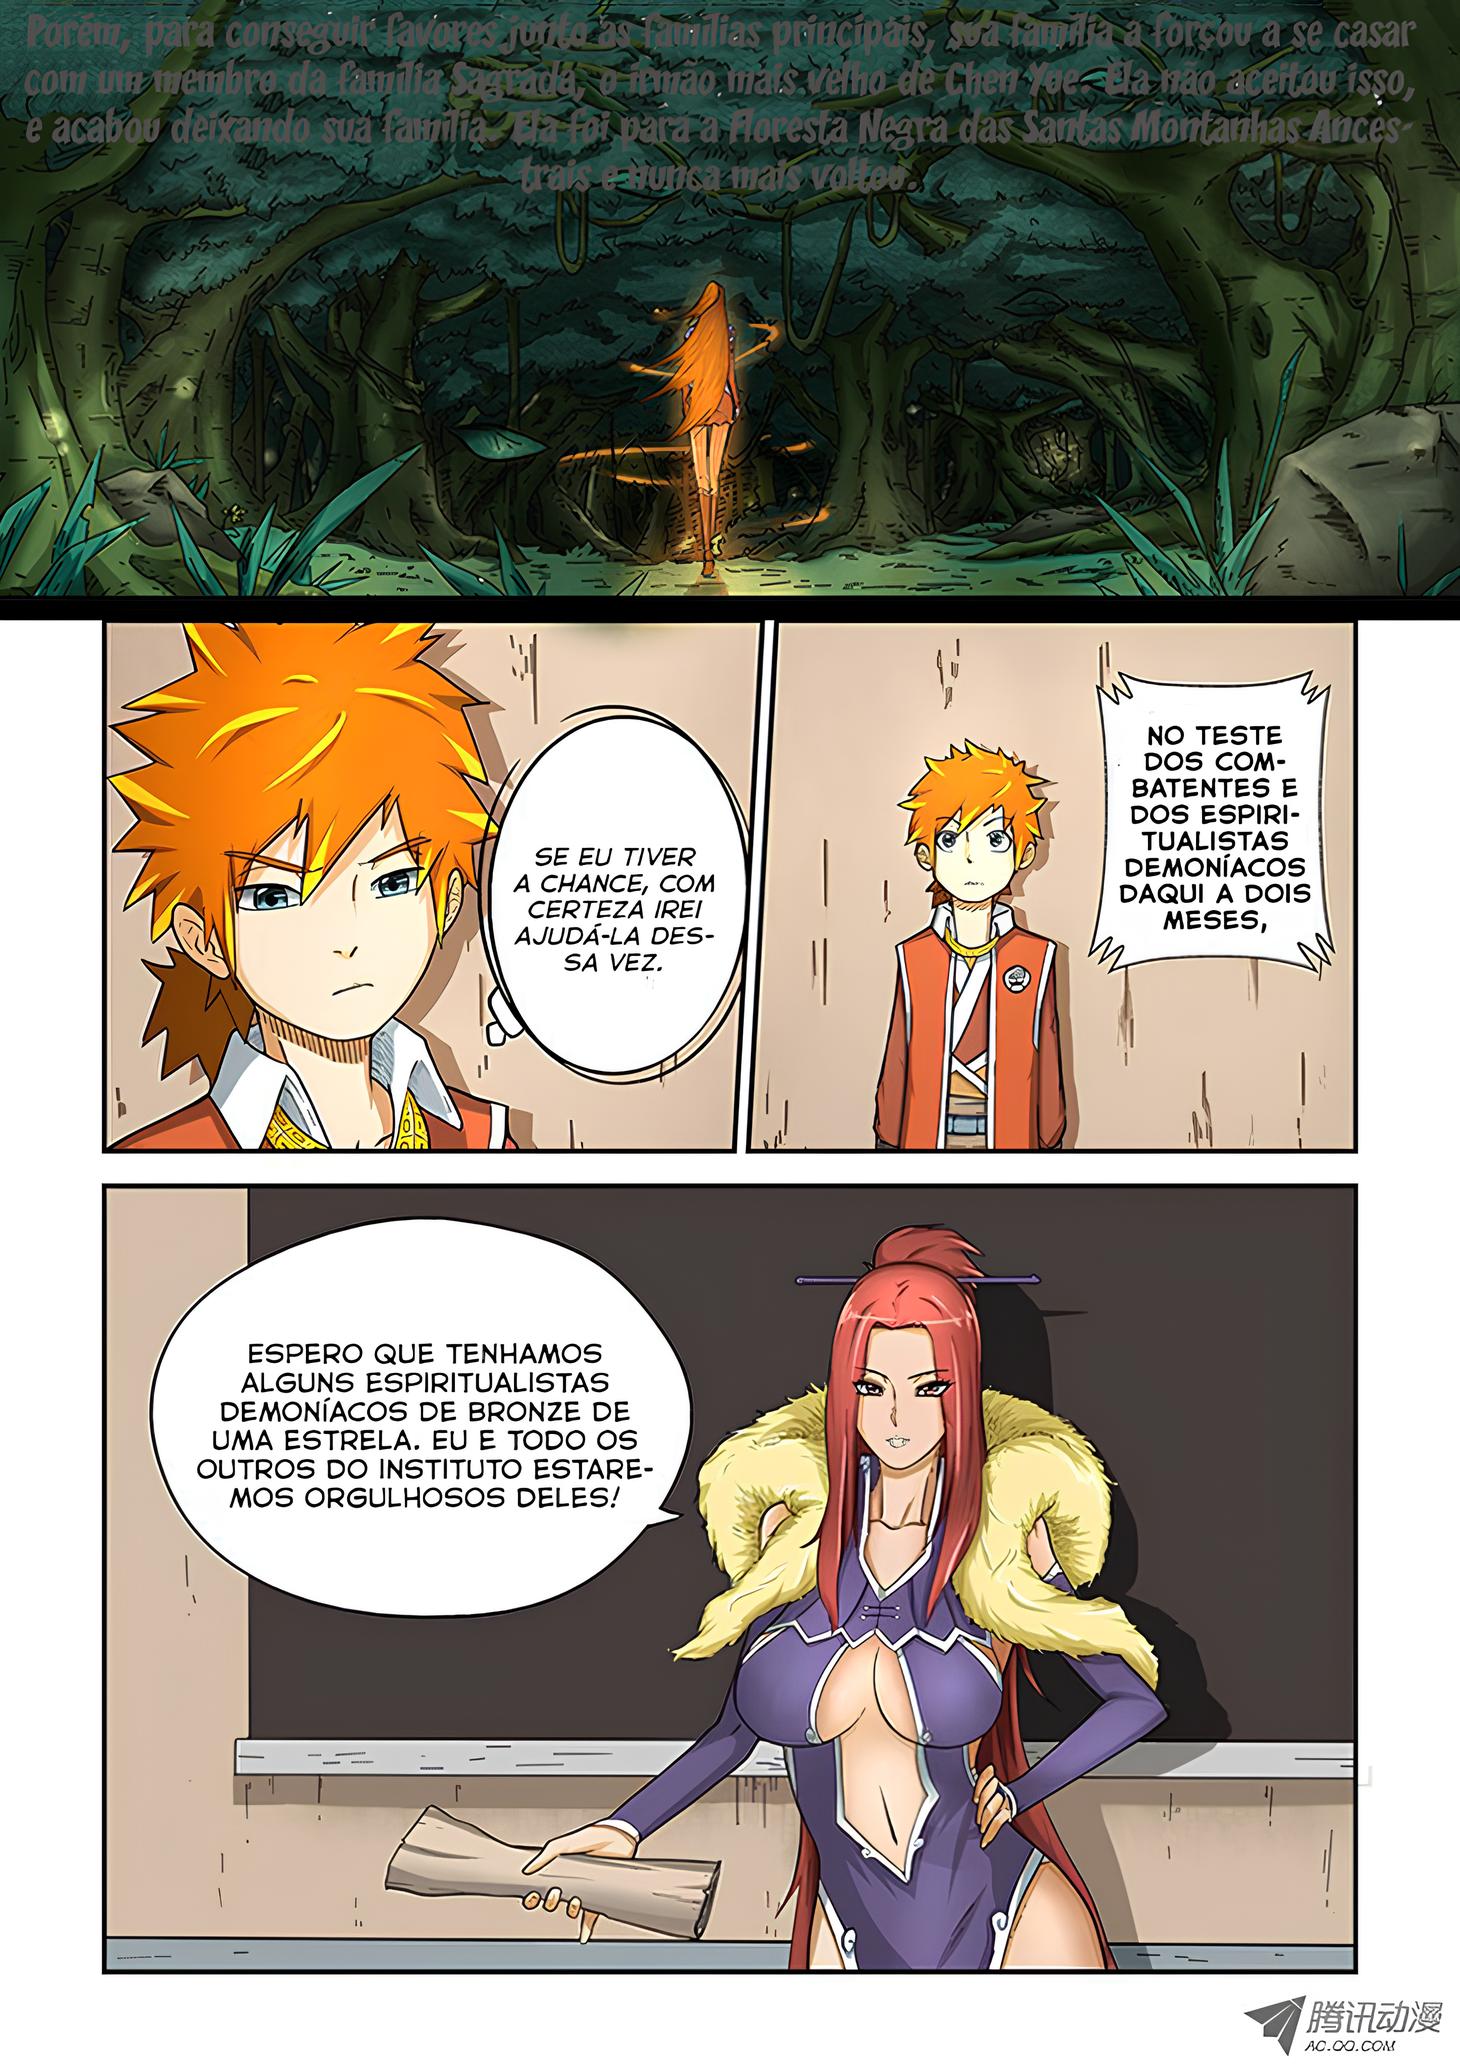 Porém, para conseguir favores junto às famílias principais, sua família a forçou a se casar
com um membro da família Sagrada, o irmão mais velho de Chen Yue. Ela não aceitou isso,
e acabou deixando sua família. Ela foi para a Floresta Negra das Santas Montanhas Ances-
trais e nunca mais voltou.
SE EU TIVER
A CHANCE, COM
CERTEZA IREI
AJUDÁ-LA DES-
SA VEZ.
NO TESTE
DOS COM-
BATENTES E
DOS ESPIRI-
TUALISTAS
DEMONÍACOS
DAQUI A DOIS
MESES,
ESPERO QUE TENHAMOS
ALGUNS ESPIRITUALISTAS
DEMONÍACOS DE BRONZE DE
UMA ESTRELA. EU E TODO OS
OUTROS DO INSTITUTO ESTARE-
MOS ORGULHOSOS DELES!
腾讯动漫
AC.QQ.COM